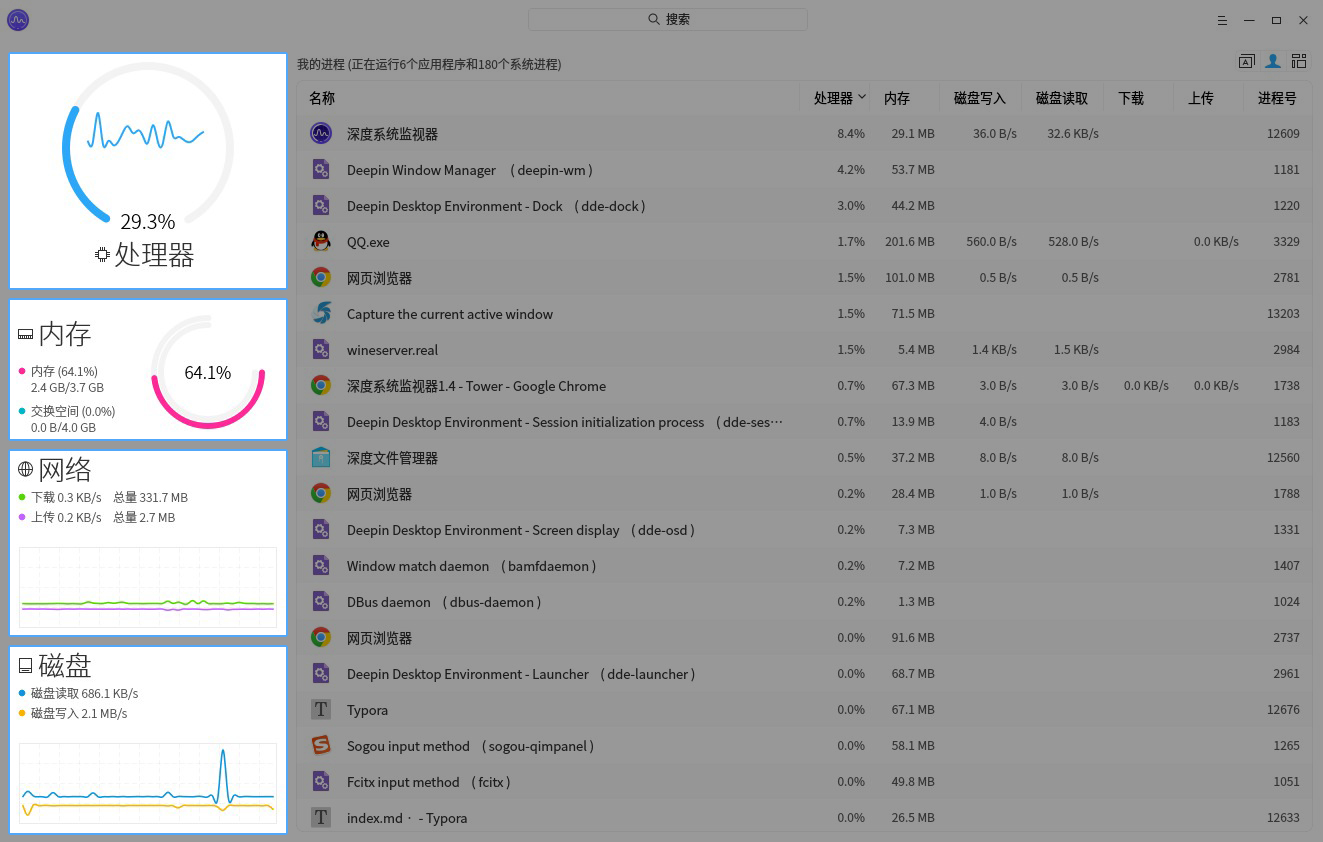 搜索
29.3%
处理器
内存
内存 (64.1%)
2.4 GB/3.7 GB
交换空间 (0.0%)
0.0 B/4.0 GB
64.1%
网络
下载 0.3 KB/s 总量 331.7 MB
上传 0.2 KB/s 总量 2.7 MB
磁盘
磁盘读取 686.1 KB/s
磁盘写入 2.1 MB/s
我的进程 (正在运行6个应用程序和180个系统进程)
名称 处理器 内存 磁盘写入 磁盘读取 下载 上传 进程号
深度系统监视器 8.4% 29.1 MB 36.0 B/s 32.6 KB/s 12609
Deepin Window Manager ( deepin-wm ) 4.2% 53.7 MB 1181
Deepin Desktop Environment - Dock ( dde-dock ) 3.0% 44.2 MB 1220
QQ.exe 1.7% 201.6 MB 560.0 B/s 528.0 B/s 0.0 KB/s 3329
网页浏览器 1.5% 101.0 MB 0.5 B/s 0.5 B/s 2781
Capture the current active window 1.5% 71.5 MB 13203
wineserver.real 1.5% 5.4 MB 1.4 KB/s 1.5 KB/s 2984
深度系统监视器1.4 - Tower - Google Chrome 0.7% 67.3 MB 3.0 B/s 3.0 B/s 0.0 KB/s 0.0 KB/s 1738
Deepin Desktop Environment - Session initialization process ( dde-ses··· 0.7% 13.9 MB 4.0 B/s 1183
深度文件管理器 0.5% 37.2 MB 8.0 B/s 8.0 B/s 12560
网页浏览器 0.2% 28.4 MB 1.0 B/s 1.0 B/s 1788
Deepin Desktop Environment - Screen display ( dde-osd ) 0.2% 7.3 MB 1331
Window match daemon ( bamfdaemon ) 0.2% 7.2 MB 1407
DBus daemon ( dbus-daemon ) 0.2% 1.3 MB 1024
网页浏览器 0.0% 91.6 MB 2737
Deepin Desktop Environment - Launcher ( dde-launcher ) 0.0% 68.7 MB 2961
Typora 0.0% 67.1 MB 12676
Sogou input method ( sogou-qimpanel ) 0.0% 58.1 MB 1265
Fcitx input method ( fcitx ) 0.0% 49.8 MB 1051
index.md · - Typora 0.0% 26.5 MB 12633